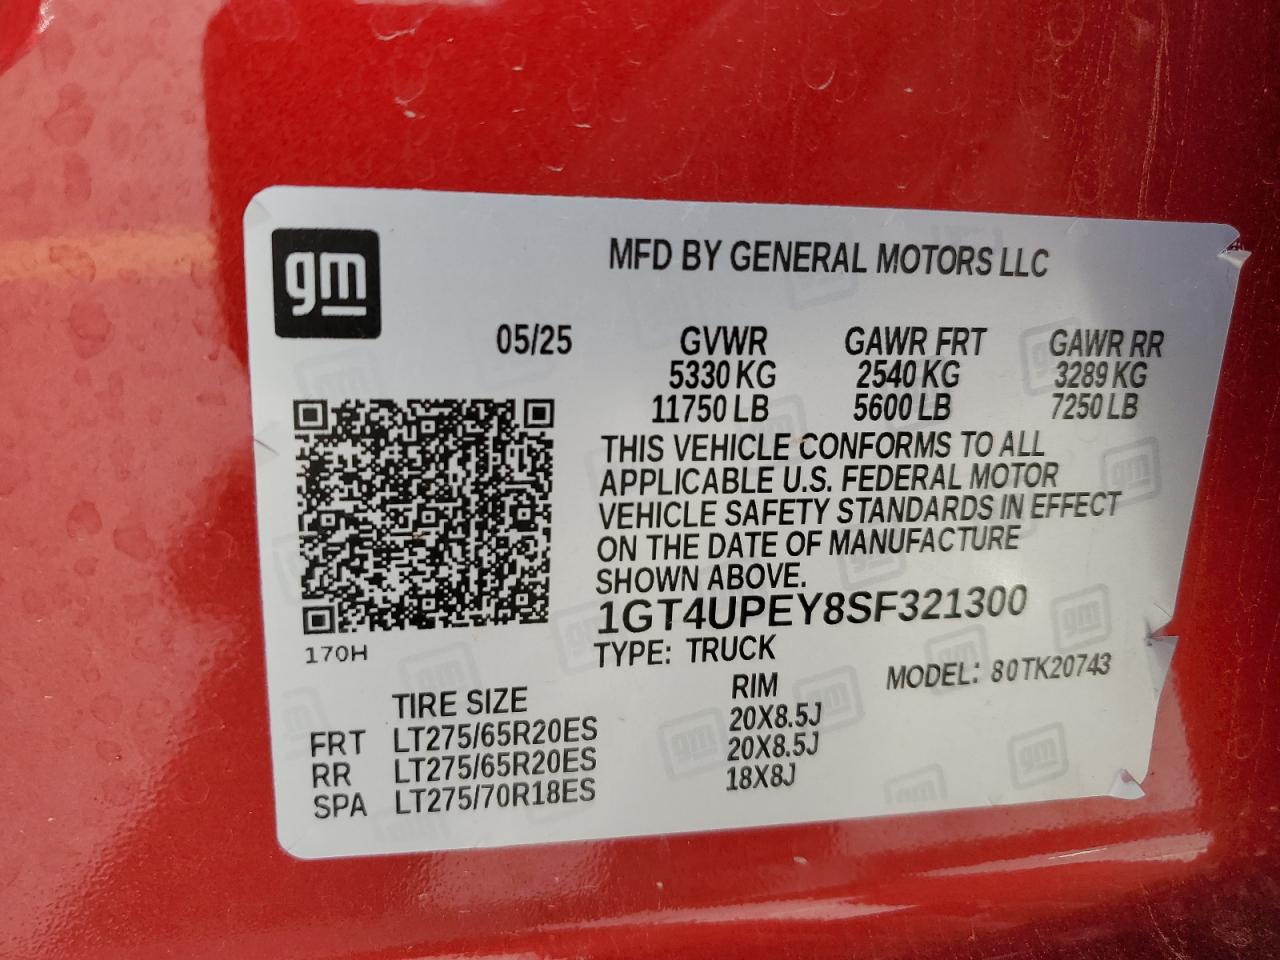 gm
MFD BY GENERAL MOTORS LLC
05/25 GVWR GAWR FRT GAWR RR
5330 KG 2540 KG 3289 KG
11750 LB 5600 LB 7250 LB
THIS VEHICLE CONFORMS TO ALL
APPLICABLE U.S. FEDERAL MOTOR
VEHICLE SAFETY STANDARDS IN EFFECT
ON THE DATE OF MANUFACTURE
SHOWN ABOVE.
1GT4UPEY8SF321300
170H
TYPE: TRUCK
MODEL: 80TK20743
TIRE SIZE RIM
FRT LT275/65R20ES 20X8.5J
RR LT275/65R20ES 20X8.5J
SPA LT275/70R18ES 18X8J